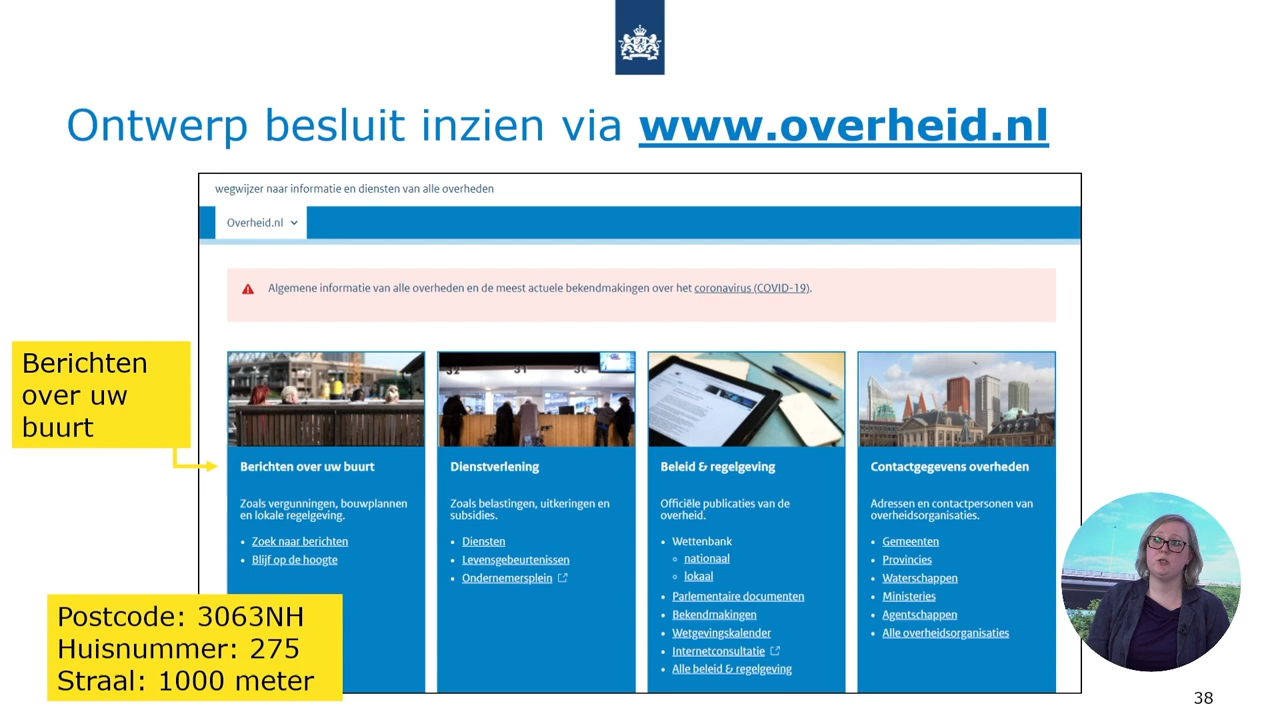 Ontwerp besluit inzien via www.overheid.nl
wegwijzer naar informatie en diensten van alle overheden
Overheid.nl
Algemene informatie van alle overheden en de meest actuele bekendmakingen over het coronavirus (COVID-19).
Berichten
over uw
buurt
32
31
30
Berichten over uw buurt
Zoals vergunningen, bouwplannen
en lokale regelgeving.
• Zoek naar berichten
• Blijf op de hoogte
Dienstverlening
Zoals belastingen, uitkeringen en
subsidies.
• Diensten
• Levensgebeurtenissen
• Ondernemersplein
Beleid & regelgeving
Officiële publicaties van de
overheid.
• Wettenbank
◦ nationaal
◦ lokaal
• Parlementaire documenten
• Bekendmakingen
• Wetgevingskalender
• Internetconsultatie
• Alle beleid & regelgeving
Contactgegevens overheden
Adressen en contactpersonen van
overheidsorganisaties.
• Gemeenten
• Provincies
• Waterschappen
• Ministeries
• Agentschappen
• Alle overheidsorganisaties
Postcode: 3063NH
Huisnummer: 275
Straal: 1000 meter
38